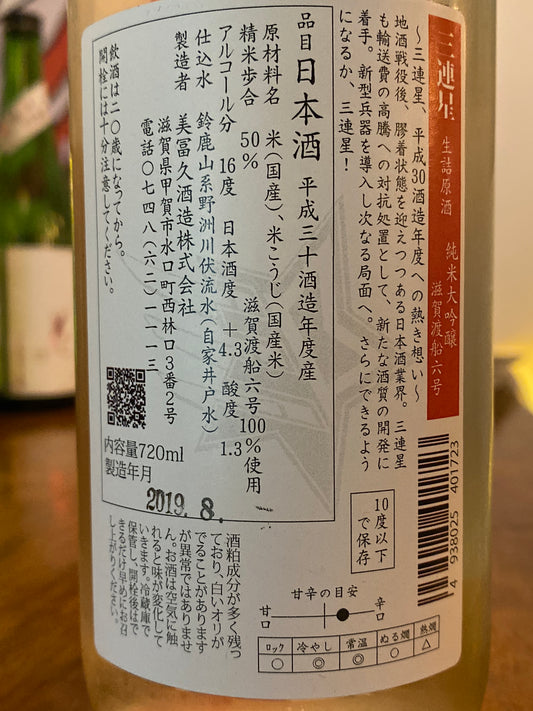 三連星 生詰原酒 純米大吟醸
滋賀渡船六号
～三連星、平成30酒造年度への熱き想い～
地酒戦役後、膠着状態を迎えつつある日本酒業界。三連星
も輸送費の高騰への対抗処置として、新たな酒質の開発に
着手。新型兵器を導入し次なる局面へ。さらにできるよう
になるか、三連星！
品目 日本酒 平成三十酒造年度産
原材料名 米(国産)、米こうじ(国産米)
精米歩合 50% 滋賀渡船六号100%使用
アルコール分 16度 日本酒度 +4.3 酸度 1.3
仕込水 鈴鹿山系野洲川伏流水(自家井戸水)
製造者 美冨久酒造株式会社
滋賀県甲賀市水口町西林口3番2号
電話〇七四八(六二)一一一三
飲酒は二〇歳になってから。
開栓には十分注意してください。
内容量720ml
製造年月
2019.8.
10度以下
で保存
4 938025 401723
酒粕成分が多く残っ
ており、白いオリが
でることがあります
が異常ではありませ
ん。お酒は空気に触
れると味が変化して
いきます。冷蔵庫で
保管し、開栓後はで
きるだけ早めにお召
し上がりください。
甘辛の目安
甘口 辛口
ロック 冷やし 常温 ぬる燗 熱燗
○ ◎ ◎ ○ △